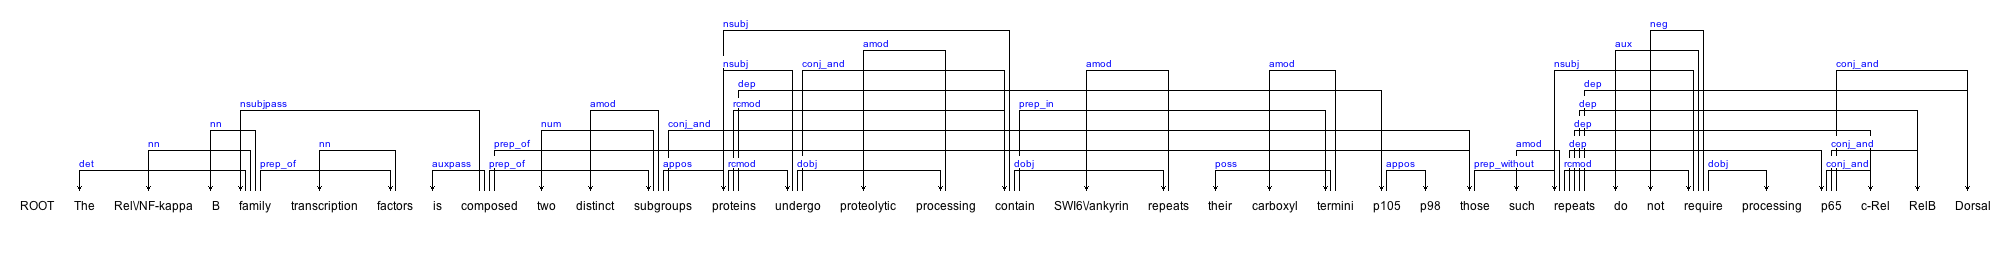 neg
nsubj
amod aux
nsubj conj_and amod amod nsubj conj_and
dep dep
nsubjpass amod rcmod prep_in dep
nn num conj_and dep
nn nn prep_of amod dep conj_and
det prep_of auxpass prep_of appos rcmod dobj dobj poss appos prep_without rcmod dobj conj_and
ROOT The Rel\/NF-kappa B family transcription factors is composed two distinct subgroups proteins undergo proteolytic processing contain SWI6\/ankyrin repeats their carboxyl termini p105 p98 those such repeats do not require processing p65 c-Rel RelB Dorsal